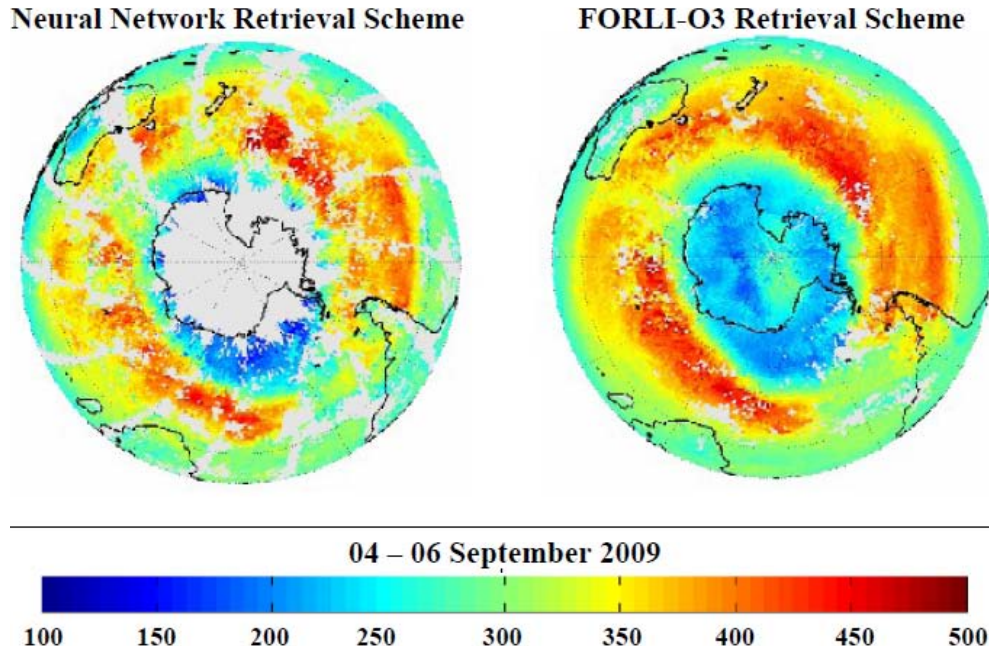 Neural Network Retrieval Scheme
FORLI-O3 Retrieval Scheme
04 – 06 September 2009
100 150 200 250 300 350 400 450 500